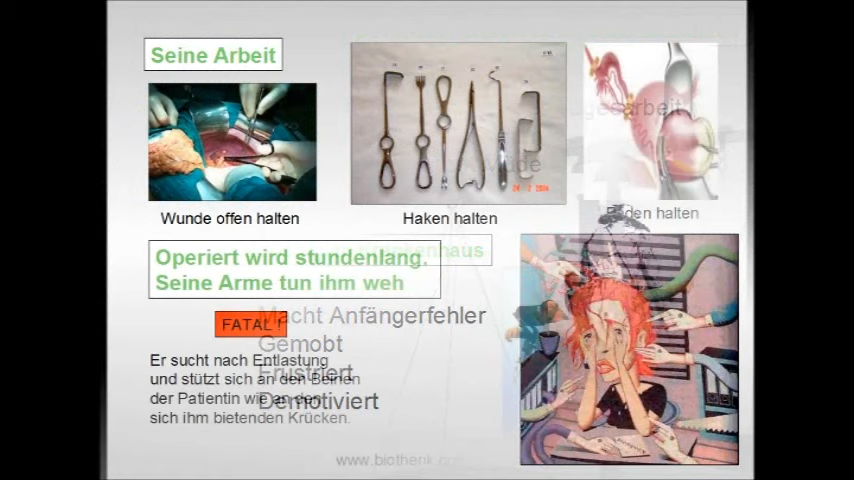 Seine Arbeit
Wunde offen halten
Haken halten
halten
Operiert wird stundenlang.
Seine Arme tun ihm weh
FATAL !
Macht Anfängerfehler
Gemobt
Frustriert
Demotiviert
Er sucht nach Entlastung
und stützt sich an den Beinen
der Patientin wie an den
sich ihm bietenden Krücken.